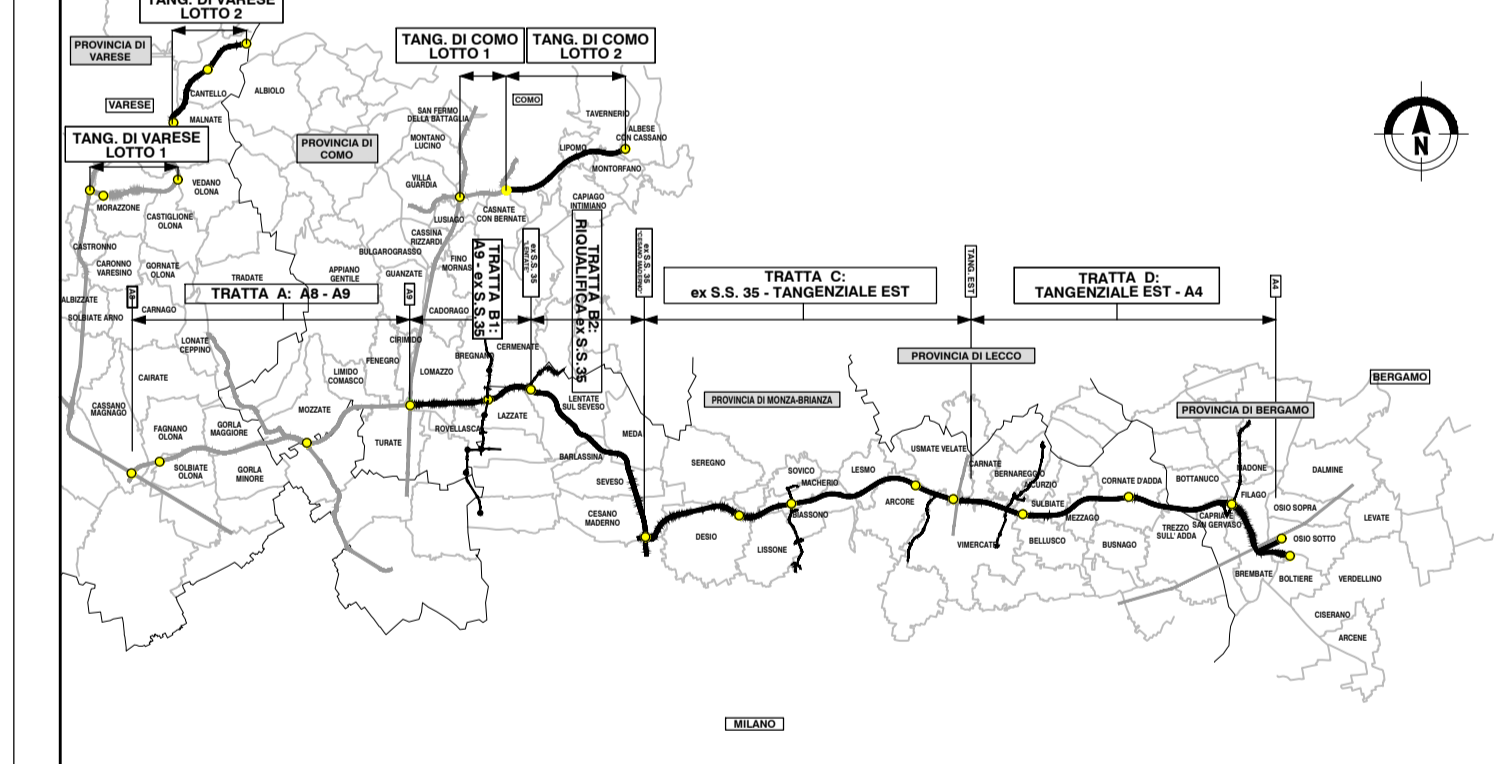 TANG. DI VARESE
LOTTO 2
PROVINCIA DI
VARESE
TANG. DI COMO
LOTTO 1
TANG. DI COMO
LOTTO 2
CANTELLO
ALBIOLO
VARESE
COMO
MALNATE
SAN FERMO
DELLA BATTAGLIA
TAVERNERIO
ALBESE
CON CASSANO
TANG. DI VARESE
LOTTO 1
PROVINCIA DI
COMO
MONTANO
LUCINO
LIPOMO
MONTORFANO
N
VEDANO
OLONA
VILLA
GUARDIA
MORAZZONE
CASTIGLIONE
OLONA
LUSIAGO
CASNATE
CON BERNATE
CAPIAGO
INTIMIANO
CASSINA
RIZZARDI
CASTRONNO
BULGAROGRASSO
CARONNO
VARESINO
GORNATE
OLONA
TRADATE
APPIANO
GENTILE
GUANZATE
FINO
MORNAS
TRATTA B1:
A9 - ex S.S.35
ex S.S. 35
"LENTATE"
TRATTA B2:
RIQUALIFICA ex S.S.35
ex S.S. 35
"CESANO MADERNO"
TRATTA C:
ex S.S. 35 - TANGENZIALE EST
TANG. EST
TRATTA D:
TANGENZIALE EST - A4
A4
ALBIZZATE
A8
TRATTA A: A8 - A9
A9
SOLBIATE ARNO
CARNAGO
CADORAGO
LONATE
CEPPINO
CIRIMIDO
FENEGRO
BREGNANO
CERMENATE
CAIRATE
LIMIDO
COMASCO
LOMAZZO
PROVINCIA DI LECCO
BERGAMO
CASSANO
MAGNAGO
MOZZATE
LAZZATE
LENTATE
SUL SEVESO
PROVINCIA DI MONZA-BRIANZA
PROVINCIA DI BERGAMO
FAGNANO
OLONA
GORLA
MAGGIORE
TURATE
ROVELLASCA
MEDA
SOLBIATE
OLONA
GORLA
MINORE
BARLASSINA
SEVESO
SEREGNO
SOVICO
MACHERIO
LESMO
USMATE VELATE
CARNATE
BERNAREGGIO
AICURZIO
CORNATE D'ADDA
BOTTANUCO
MADONE
DALMINE
CESANO
MADERNO
DESIO
BIASSONO
LISSONE
ARCORE
SULBIATE
MEZZAGO
VIMERCATE
BELLUSCO
BUSNAGO
TREZZO
SULL' ADDA
CAPRIATE
SAN GERVASO
FILAGO
OSIO SOPRA
LEVATE
OSIO SOTTO
BREMBATE
BOLTIERE
VERDELLINO
CISERANO
ARCENE
MILANO